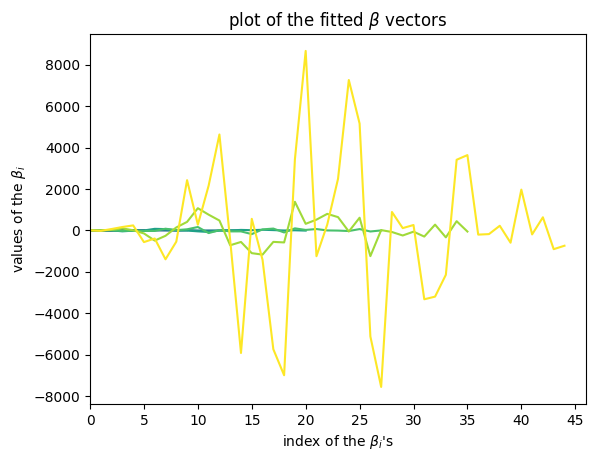 plot of the fitted β vectors
values of the βᵢ
8000
6000
4000
2000
0
−2000
−4000
−6000
−8000
0 5 10 15 20 25 30 35 40 45
index of the βᵢ's